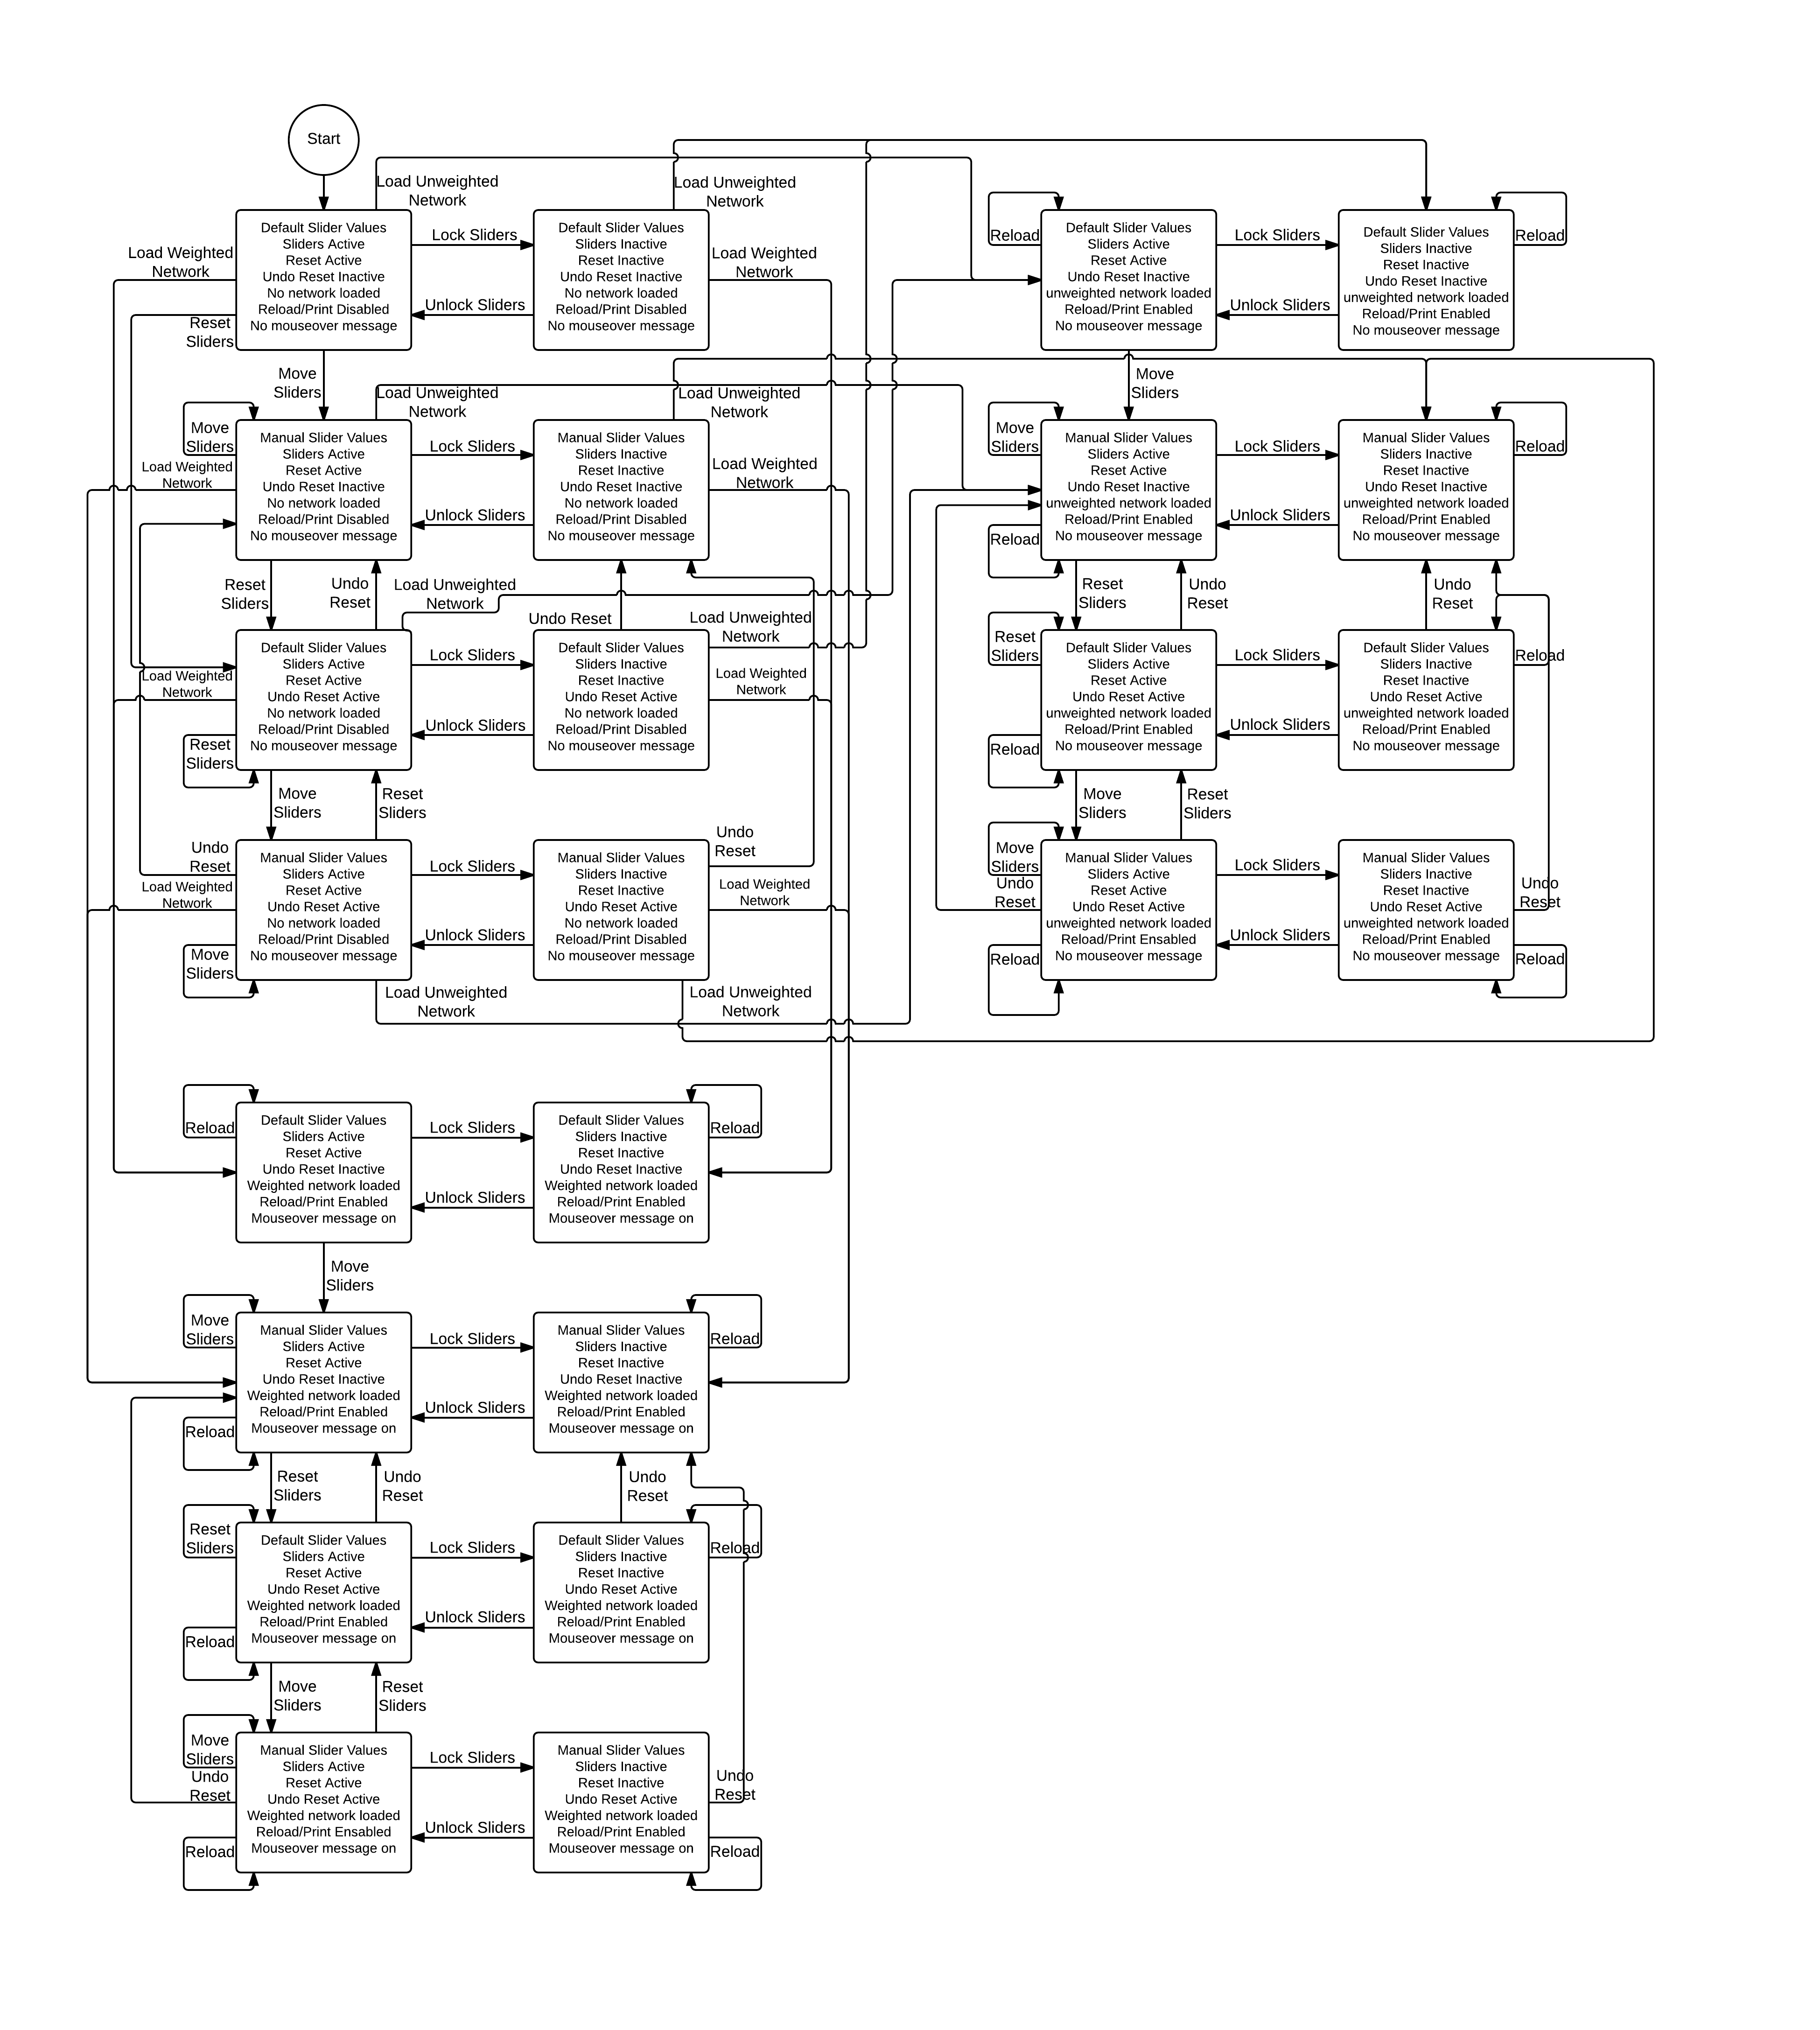 Start
Load Unweighted
Network
Load Unweighted
Network
Load Weighted
Network
Default Slider Values
Sliders Active
Reset Active
Undo Reset Inactive
No network loaded
Reload/Print Disabled
No mouseover message
Lock Sliders
Unlock Sliders
Default Slider Values
Sliders Inactive
Reset Inactive
Undo Reset Inactive
No network loaded
Reload/Print Disabled
No mouseover message
Load Weighted
Network
Reload
Default Slider Values
Sliders Active
Reset Active
Undo Reset Inactive
unweighted network loaded
Reload/Print Enabled
No mouseover message
Lock Sliders
Unlock Sliders
Default Slider Values
Sliders Inactive
Reset Inactive
Undo Reset Inactive
unweighted network loaded
Reload/Print Enabled
No mouseover message
Reload
Reset
Sliders
Move
Sliders
Load Unweighted
Network
Load Unweighted
Network
Move
Sliders
Move
Sliders
Load Weighted
Network
Manual Slider Values
Sliders Active
Reset Active
Undo Reset Inactive
No network loaded
Reload/Print Disabled
No mouseover message
Lock Sliders
Unlock Sliders
Manual Slider Values
Sliders Inactive
Reset Inactive
Undo Reset Inactive
No network loaded
Reload/Print Disabled
No mouseover message
Load Weighted
Network
Move
Sliders
Reload
Manual Slider Values
Sliders Active
Reset Active
Undo Reset Inactive
unweighted network loaded
Reload/Print Enabled
No mouseover message
Lock Sliders
Unlock Sliders
Manual Slider Values
Sliders Inactive
Reset Inactive
Undo Reset Inactive
unweighted network loaded
Reload/Print Enabled
No mouseover message
Reload
Reset
Sliders
Undo
Reset
Load Unweighted
Network
Undo Reset
Load Unweighted
Network
Reset
Sliders
Undo
Reset
Undo
Reset
Load Weighted
Network
Reset
Sliders
Default Slider Values
Sliders Active
Reset Active
Undo Reset Active
No network loaded
Reload/Print Disabled
No mouseover message
Lock Sliders
Unlock Sliders
Default Slider Values
Sliders Inactive
Reset Inactive
Undo Reset Active
No network loaded
Reload/Print Disabled
No mouseover message
Load Weighted
Network
Reset
Sliders
Reload
Default Slider Values
Sliders Active
Reset Active
Undo Reset Active
unweighted network loaded
Reload/Print Enabled
No mouseover message
Lock Sliders
Unlock Sliders
Default Slider Values
Sliders Inactive
Reset Inactive
Undo Reset Active
unweighted network loaded
Reload/Print Enabled
No mouseover message
Reload
Move
Sliders
Reset
Sliders
Move
Sliders
Reset
Sliders
Undo
Reset
Load Weighted
Network
Move
Sliders
Manual Slider Values
Sliders Active
Reset Active
Undo Reset Active
No network loaded
Reload/Print Disabled
No mouseover message
Lock Sliders
Unlock Sliders
Manual Slider Values
Sliders Inactive
Reset Inactive
Undo Reset Active
No network loaded
Reload/Print Disabled
No mouseover message
Undo
Reset
Load Weighted
Network
Move
Sliders
Undo
Reset
Reload
Manual Slider Values
Sliders Active
Reset Active
Undo Reset Active
unweighted network loaded
Reload/Print Ensabled
No mouseover message
Lock Sliders
Unlock Sliders
Manual Slider Values
Sliders Inactive
Reset Inactive
Undo Reset Active
unweighted network loaded
Reload/Print Enabled
No mouseover message
Undo
Reset
Reload
Load Unweighted
Network
Load Unweighted
Network
Reload
Default Slider Values
Sliders Active
Reset Active
Undo Reset Inactive
Weighted network loaded
Reload/Print Enabled
Mouseover message on
Lock Sliders
Unlock Sliders
Default Slider Values
Sliders Inactive
Reset Inactive
Undo Reset Inactive
Weighted network loaded
Reload/Print Enabled
Mouseover message on
Reload
Move
Sliders
Move
Sliders
Reload
Manual Slider Values
Sliders Active
Reset Active
Undo Reset Inactive
Weighted network loaded
Reload/Print Enabled
Mouseover message on
Lock Sliders
Unlock Sliders
Manual Slider Values
Sliders Inactive
Reset Inactive
Undo Reset Inactive
Weighted network loaded
Reload/Print Enabled
Mouseover message on
Reload
Reset
Sliders
Undo
Reset
Undo
Reset
Reset
Sliders
Reload
Default Slider Values
Sliders Active
Reset Active
Undo Reset Active
Weighted network loaded
Reload/Print Enabled
Mouseover message on
Lock Sliders
Unlock Sliders
Default Slider Values
Sliders Inactive
Reset Inactive
Undo Reset Active
Weighted network loaded
Reload/Print Enabled
Mouseover message on
Reload
Move
Sliders
Reset
Sliders
Move
Sliders
Undo
Reset
Reload
Manual Slider Values
Sliders Active
Reset Active
Undo Reset Active
Weighted network loaded
Reload/Print Ensabled
Mouseover message on
Lock Sliders
Unlock Sliders
Manual Slider Values
Sliders Inactive
Reset Inactive
Undo Reset Active
Weighted network loaded
Reload/Print Enabled
Mouseover message on
Undo
Reset
Reload